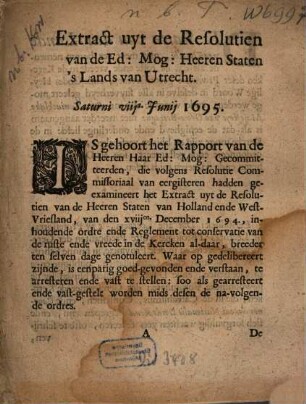 Extract uyt de Resolutien
van de Ed: Mog: Heeren Staten
's Lands van Utrecht.
Saturni viijᵃ Junij 1695.
IS gehoort het Rapport van de
Heeren Haar Ed: Mog: Gecommit-
teerden, die volgens Resolutie Com-
missoriaal van eergisteren hadden ge-
examineert het Extract uyt de Resolu-
tien van de Heeren Staten van Holland ende West-
Vriesland, van den xviijᵉⁿ December 1694, in-
houdende ordre ende Reglement tot conservatie van
de ruste ende vreede in de Kercken al-daar, breeder
ten selven dage genotuleert. Waar op gedelibereert
zijnde, is eenparig goed-gevonden ende verstaan, te
arresteren ende vast te stellen; soo als gearresteert
ende vast-gestelt worden mids desen de na-volgen-
de ordres.
A
De